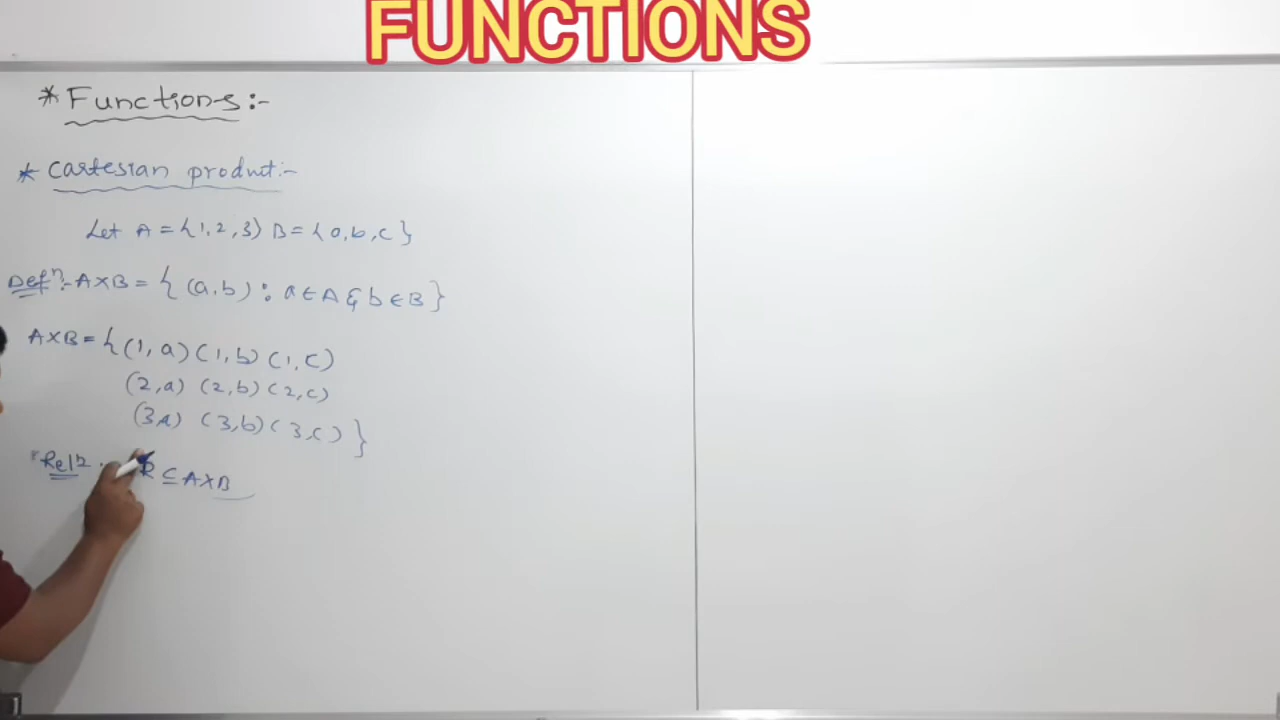 FUNCTIONS
* Functions:-
* Cartesian product:-
Let A = {1, 2, 3} B = {a, b, c}
Defn:- A×B = { (a, b) : a ∈ A & b ∈ B }
A×B = { (1, a) (1, b) (1, c)
(2, a) (2, b) (2, c)
(3, a) (3, b) (3, c) }
* Reln R ⊆ A×B